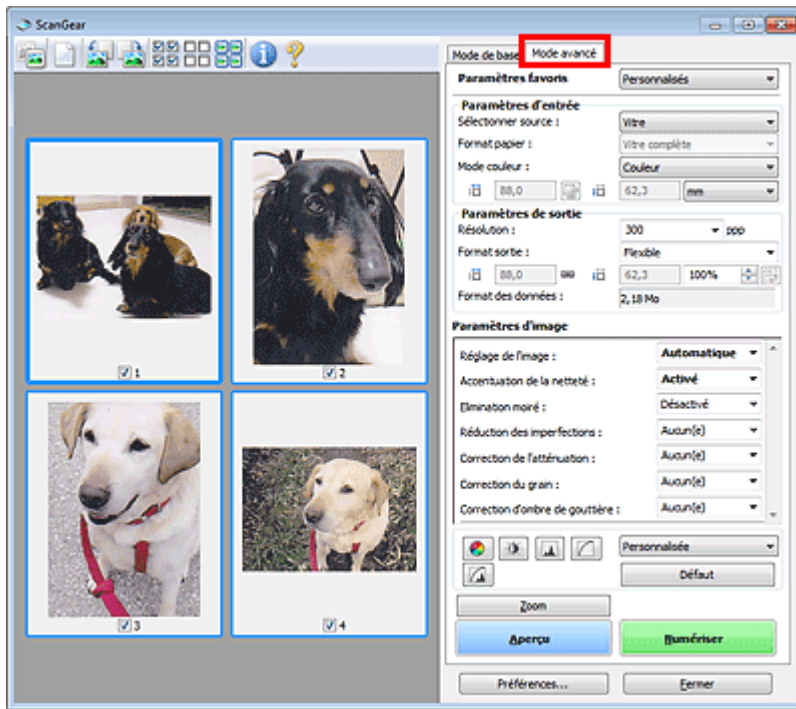 ScanGear
Mode de base Mode avancé
Paramètres favoris Personnalisés
Paramètres d'entrée
Sélectionner source : Vitre
Format papier : Vitre complète
Mode couleur : Couleur
88,0 62,3 mm
Paramètres de sortie
Résolution : 300 ppp
Format sortie : Flexible
88,0 62,3 100%
Format des données : 2,18 Mo
Paramètres d'image
Réglage de l'image : Automatique
Accentuation de la netteté : Activé
Elimination moiré : Désactivé
Réduction des imperfections : Aucun(e)
Correction de l'atténuation : Aucun(e)
Correction du grain : Aucun(e)
Correction d'ombre de gouttière : Aucun(e)
Personnalisée
Défaut
Zoom
Aperçu Numériser
Préférences... Fermer
1 2
3 4